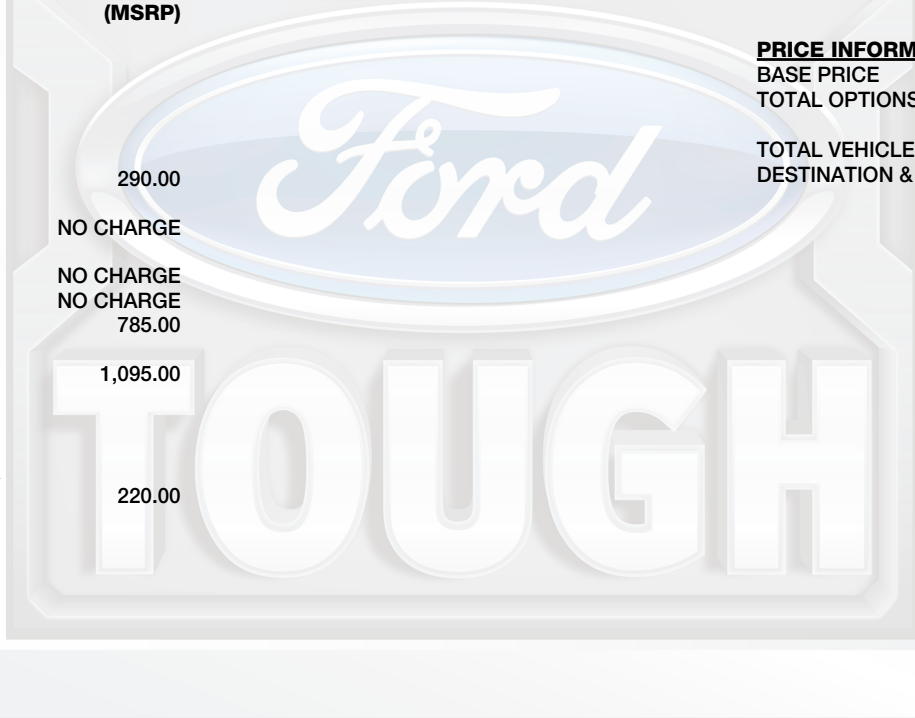 (MSRP)
290.00
NO CHARGE
NO CHARGE
NO CHARGE
785.00
1,095.00
220.00
PRICE INFORM
BASE PRICE
TOTAL OPTIONS
TOTAL VEHICLE
DESTINATION &
Ford
TOUGH